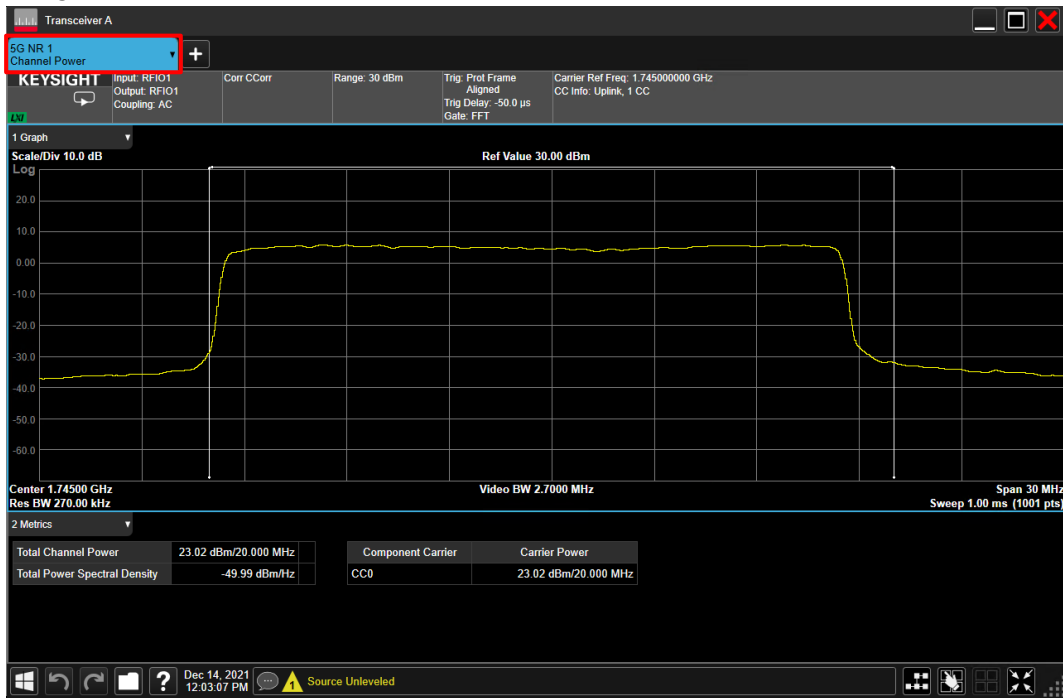 Transceiver A
5G NR 1
Channel Power
+
KEYSIGHT
LXI
Input: RFIO1
Output: RFIO1
Coupling: AC
Corr CCorr
Range: 30 dBm
Trig: Prot Frame
Aligned
Trig Delay: -50.0 µs
Gate: FFT
Carrier Ref Freq: 1.745000000 GHz
CC Info: Uplink, 1 CC
1 Graph
Scale/Div 10.0 dB
Ref Value 30.00 dBm
Log
20.0
10.0
0.00
-10.0
-20.0
-30.0
-40.0
-50.0
-60.0
Center 1.74500 GHz
Video BW 2.7000 MHz
Span 30 MHz
Res BW 270.00 kHz
Sweep 1.00 ms (1001 pts)
2 Metrics
Total Channel Power 23.02 dBm/20.000 MHz
Total Power Spectral Density -49.99 dBm/Hz
Component Carrier Carrier Power
CC0 23.02 dBm/20.000 MHz
?
Dec 14, 2021
12:03:07 PM
1
Source Unleveled